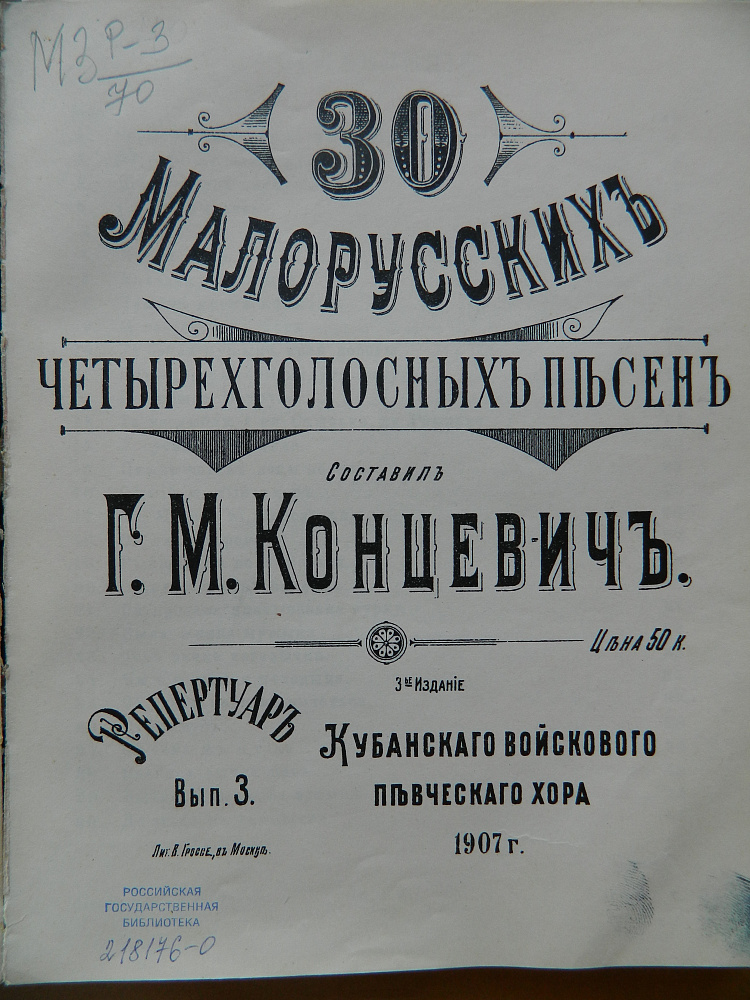 МЗ Р-3
70
30
МАЛОРУССКИХЪ
ЧЕТЫРЕХГОЛОСНЫХЪ ПѢСЕНЪ
СОСТАВИЛЪ
Г. М. КОНЦЕВИЧЪ.
ЦѢНА 50 К.
3ЬЕ ИЗДАНІЕ
РЕПЕРТУАРЪ
КУБАНСКАГО ВОЙСКОВОГО
ВЫП. 3.
ПѢВЧЕСКАГО ХОРА
1907 г.
ЛИТ. В. ГРОССЕ, ВЪ МОСКВѢ.
РОССИЙСКАЯ
ГОСУДАРСТВЕННАЯ
БИБЛИОТЕКА
218176-0